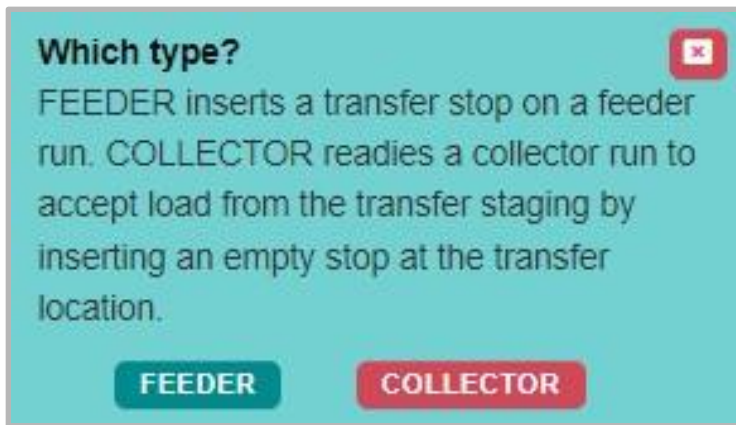 Which type?
FEEDER inserts a transfer stop on a feeder
run. COLLECTOR readies a collector run to
accept load from the transfer staging by
inserting an empty stop at the transfer
location.
FEEDER COLLECTOR